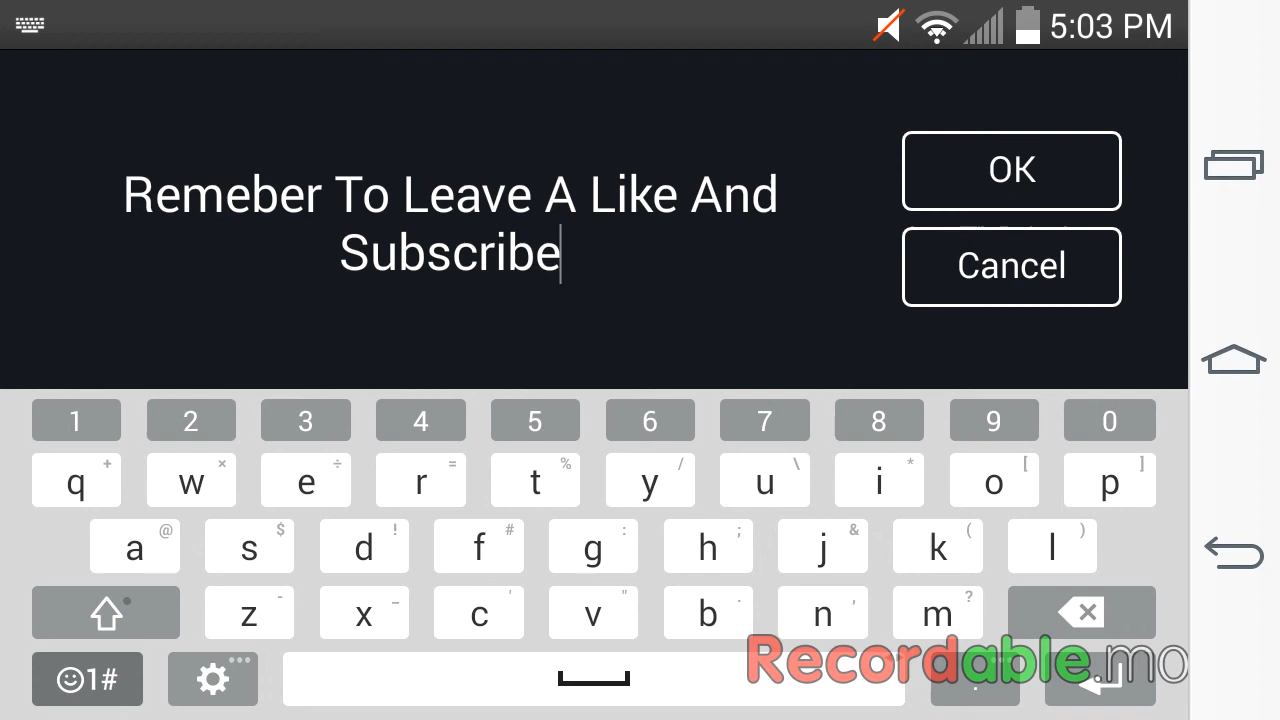 5:03 PM
Remeber To Leave A Like And
Subscribe
OK
Cancel
1 2 3 4 5 6 7 8 9 0
+ × ÷ = % / \ * [ ]
q w e r t y u i o p
@ $ ! # : ; & ( )
a s d f g h j k l
- _ ' " . , ?
z x c v b n m
1#
Recordable.mo